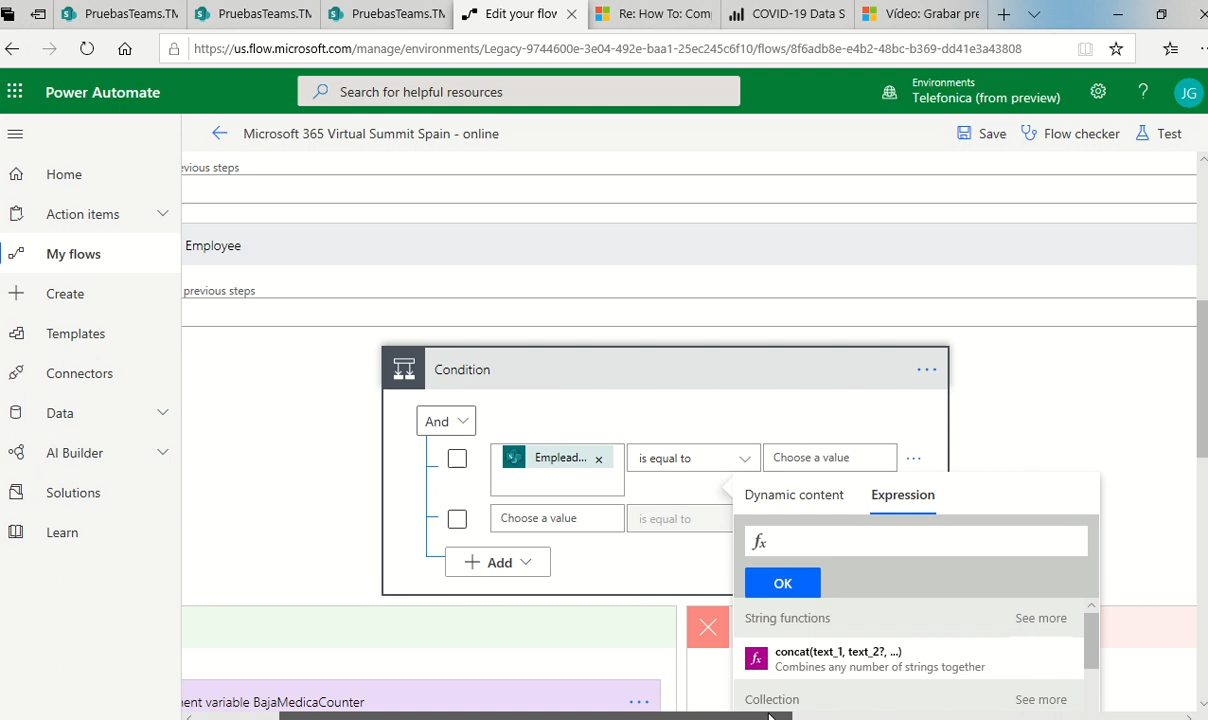 PruebasTeams.TM
PruebasTeams.TM
PruebasTeams.TM
Edit your flow
Re: How To: Com
COVID-19 Data S
Vídeo: Grabar pre
https://us.flow.microsoft.com/manage/environments/Legacy-9744600e-3e04-492e-baa1-25ec245c6f10/flows/8f6adb8e-e4b2-48bc-b369-dd41e3a43808
Power Automate
Search for helpful resources
Environments
Telefonica (from preview)
?
JG
Microsoft 365 Virtual Summit Spain - online
Save
Flow checker
Test
Home
Action items
My flows
Create
Templates
Connectors
Data
AI Builder
Solutions
Learn
evious steps
Employee
previous steps
Condition
And
Emplead...
is equal to
Choose a value
Choose a value
is equal to
Add
Dynamic content
Expression
fx
OK
String functions
See more
fx
concat(text_1, text_2?, ...)
Combines any number of strings together
Collection
See more
ent variable BajaMedicaCounter